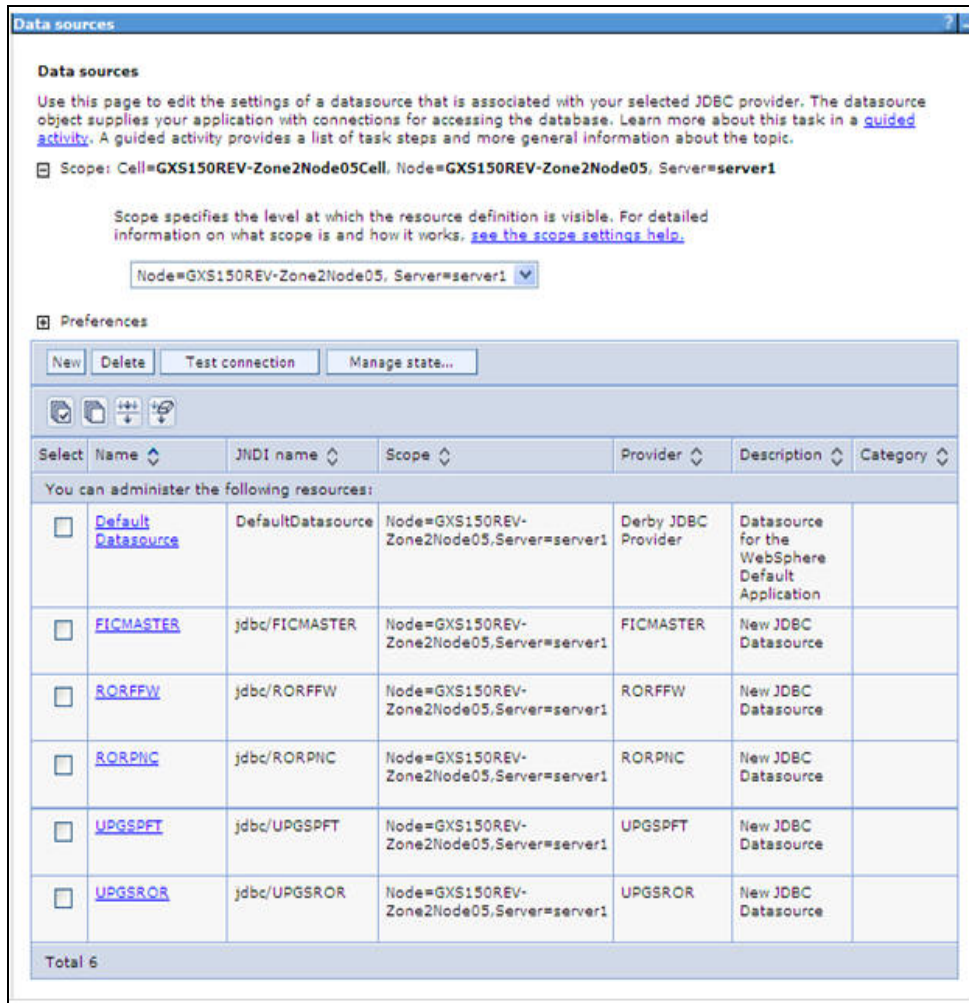 Data sources
?
Data sources
Use this page to edit the settings of a datasource that is associated with your selected JDBC provider. The datasource
object supplies your application with connections for accessing the database. Learn more about this task in a guided
activity. A guided activity provides a list of task steps and more general information about the topic.
Scope: Cell=GXS150REV-Zone2Node05Cell, Node=GXS150REV-Zone2Node05, Server=server1
Scope specifies the level at which the resource definition is visible. For detailed
information on what scope is and how it works, see the scope settings help.
Node=GXS150REV-Zone2Node05, Server=server1
Preferences
New Delete Test connection Manage state...
Select Name JNDI name Scope Provider Description Category
You can administer the following resources:
Default DefaultDatasource Node=GXS150REV- Derby JDBC Datasource
Datasource Zone2Node05,Server=server1 Provider for the
WebSphere
Default
Application
FICMASTER jdbc/FICMASTER Node=GXS150REV- FICMASTER New JDBC
Zone2Node05,Server=server1 Datasource
RORFFW jdbc/RORFFW Node=GXS150REV- RORFFW New JDBC
Zone2Node05,Server=server1 Datasource
RORPNC jdbc/RORPNC Node=GXS150REV- RORPNC New JDBC
Zone2Node05,Server=server1 Datasource
UPGSPFT jdbc/UPGSPFT Node=GXS150REV- UPGSPFT New JDBC
Zone2Node05,Server=server1 Datasource
UPGSROR jdbc/UPGSROR Node=GXS150REV- UPGSROR New JDBC
Zone2Node05,Server=server1 Datasource
Total 6